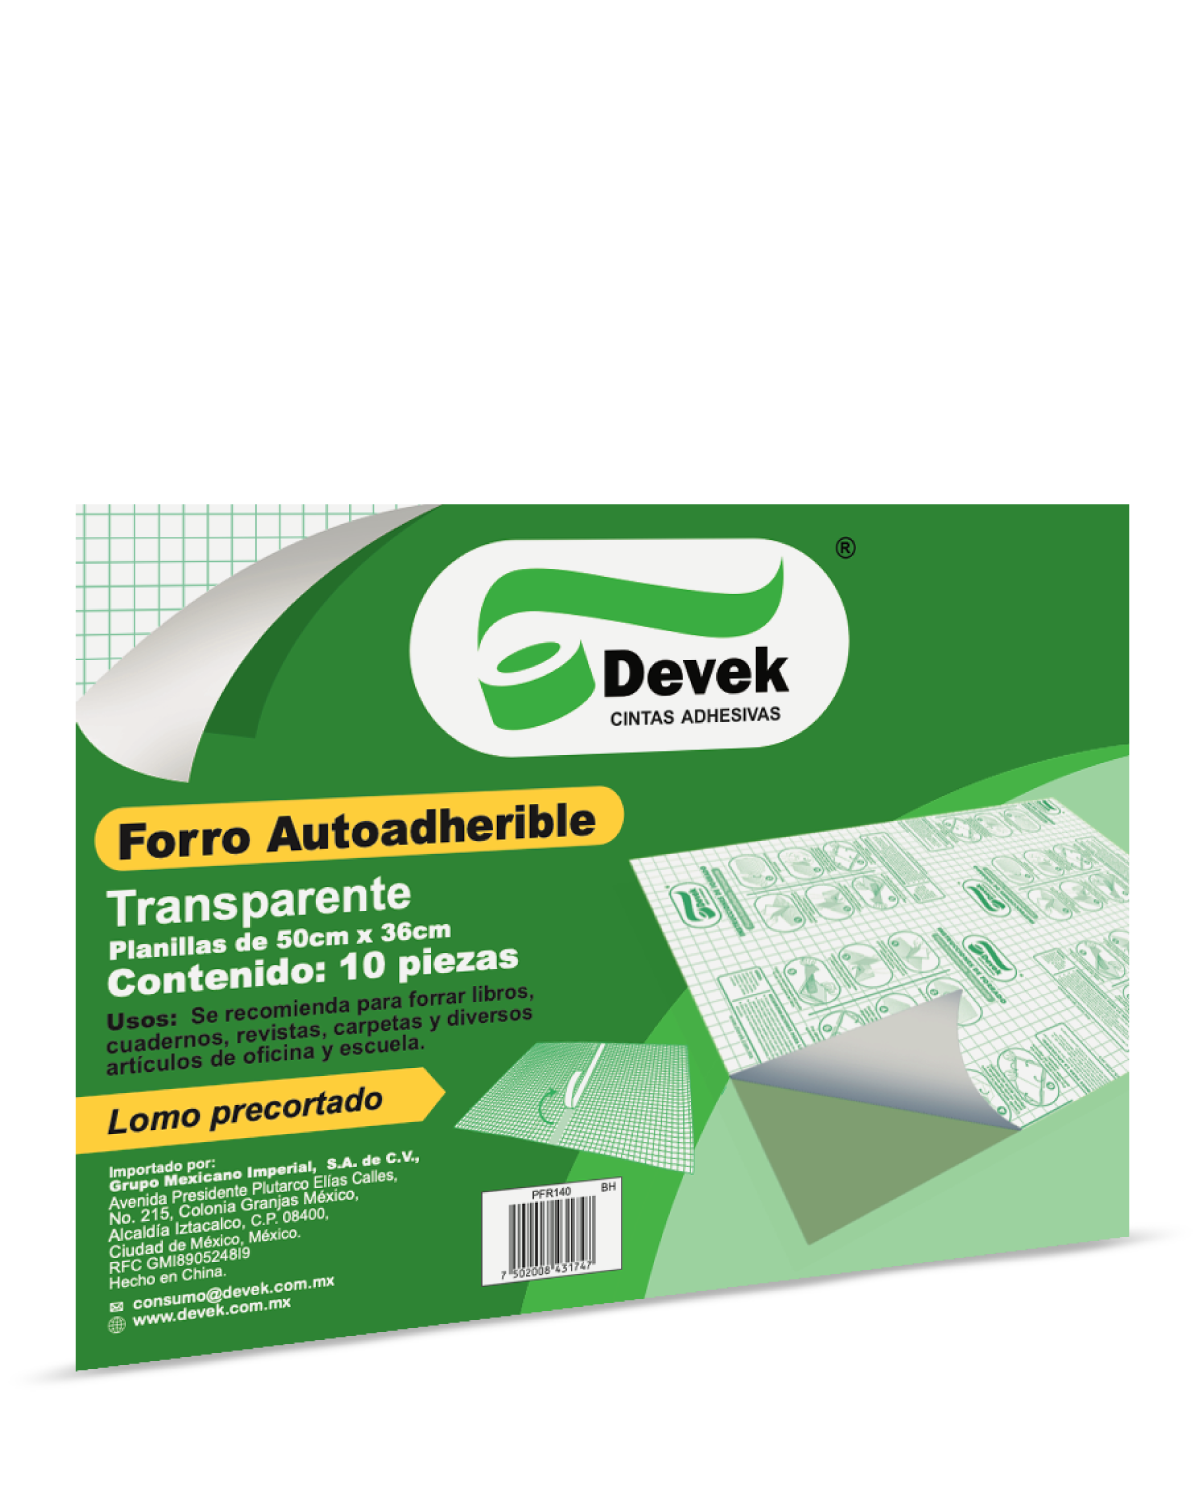 ®
Devek
CINTAS ADHESIVAS
Forro Autoadherible
Transparente
Planillas de 50cm x 36cm
Contenido: 10 piezas
Usos: Se recomienda para forrar libros,
cuadernos, revistas, carpetas y diversos
artículos de oficina y escuela.
Lomo precortado
Importado por:
Grupo Mexicano Imperial, S.A. de C.V.,
Avenida Presidente Plutarco Elías Calles,
No. 215, Colonia Granjas México,
Alcaldía Iztacalco, C.P. 08400,
Ciudad de México, México.
RFC GMI8905248I9
Hecho en China.
consumo@devek.com.mx
www.devek.com.mx
PFR140 BH
7 502008 431747